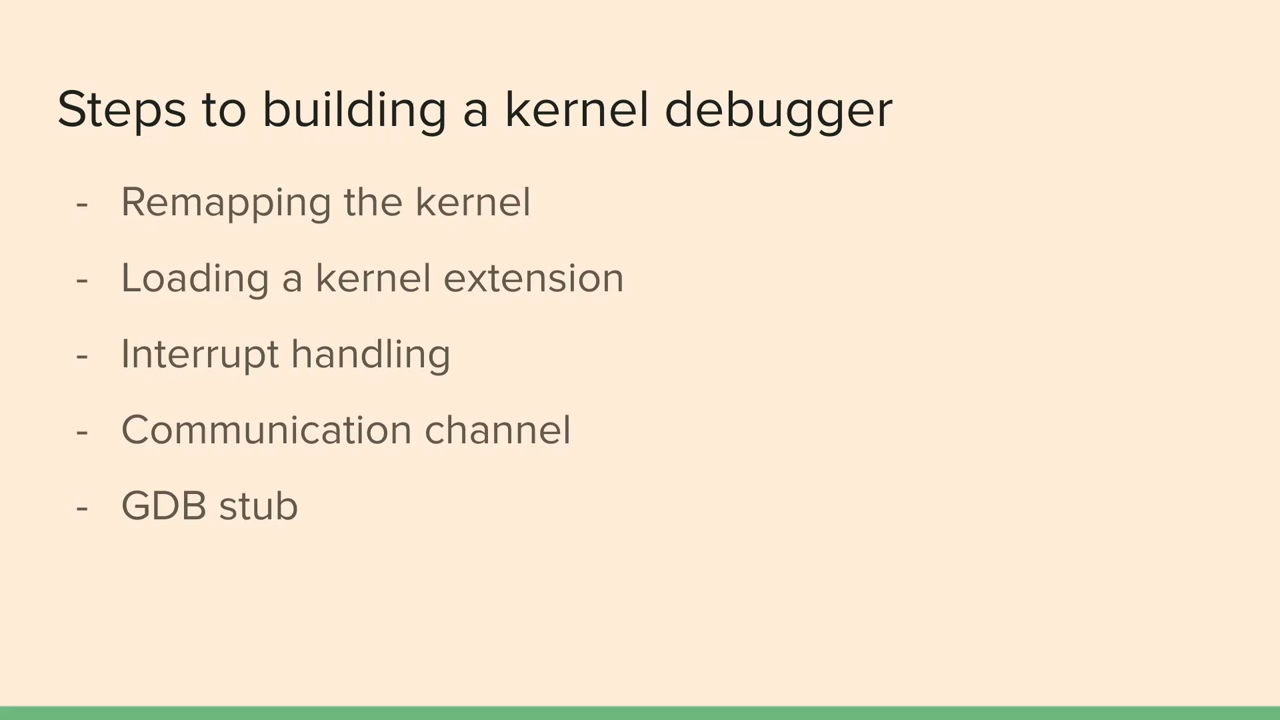 Steps to building a kernel debugger
- Remapping the kernel
- Loading a kernel extension
- Interrupt handling
- Communication channel
- GDB stub